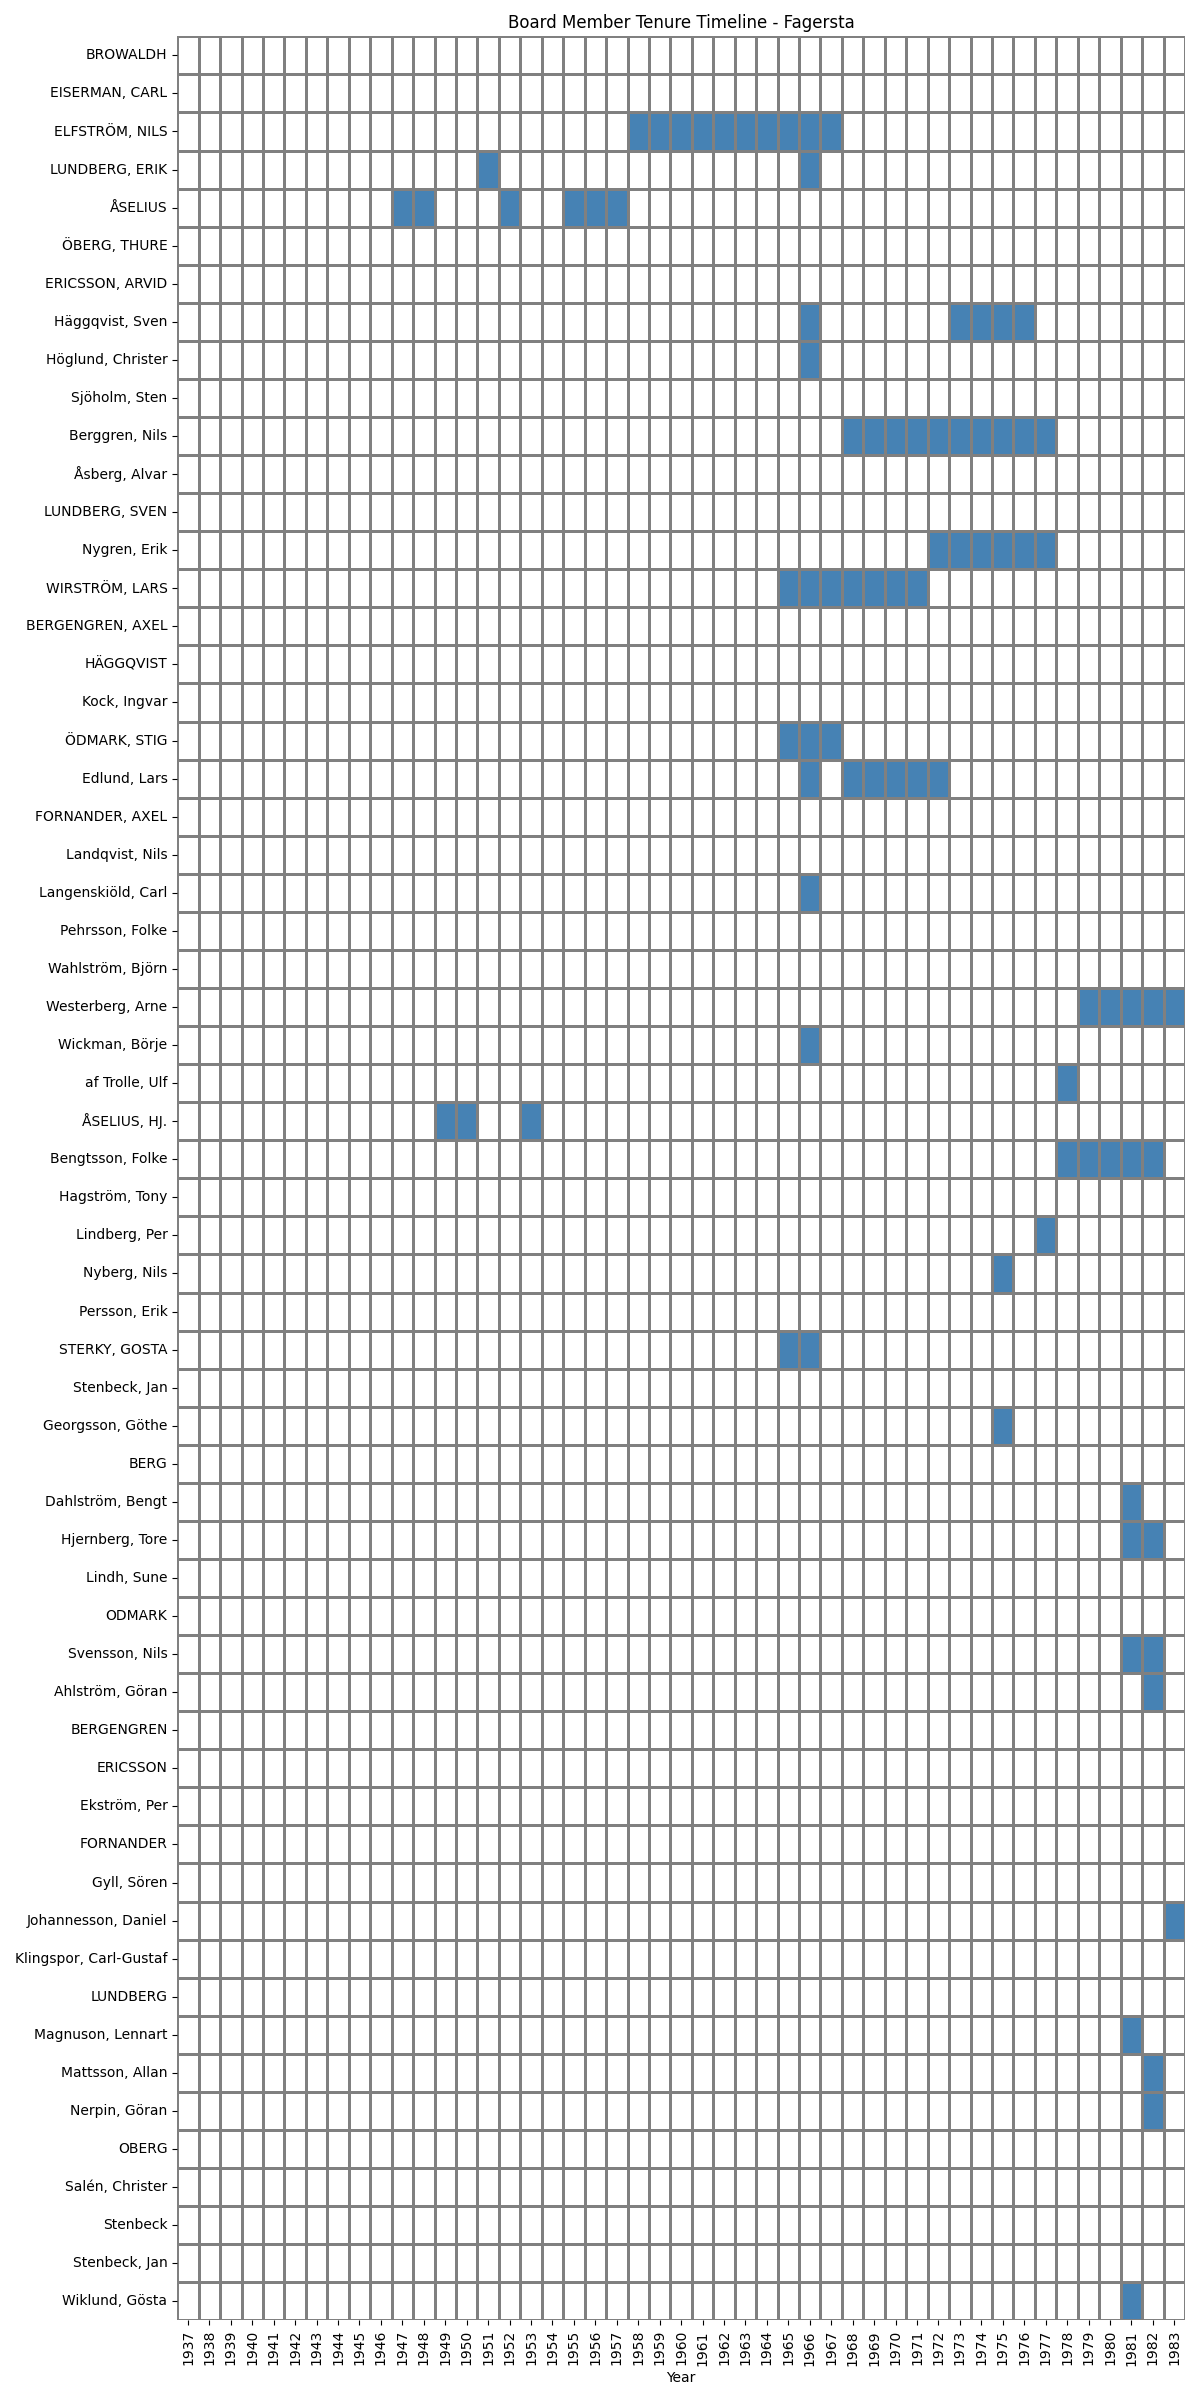 Board Member Tenure Timeline - Fagersta
BROWALDH
EISERMAN, CARL
ELFSTRÖM, NILS
LUNDBERG, ERIK
ÅSELIUS
ÖBERG, THURE
ERICSSON, ARVID
Häggqvist, Sven
Höglund, Christer
Sjöholm, Sten
Berggren, Nils
Åsberg, Alvar
LUNDBERG, SVEN
Nygren, Erik
WIRSTRÖM, LARS
BERGENGREN, AXEL
HÄGGQVIST
Kock, Ingvar
ÖDMARK, STIG
Edlund, Lars
FORNANDER, AXEL
Landqvist, Nils
Langenskiöld, Carl
Pehrsson, Folke
Wahlström, Björn
Westerberg, Arne
Wickman, Börje
af Trolle, Ulf
ÅSELIUS, HJ.
Bengtsson, Folke
Hagström, Tony
Lindberg, Per
Nyberg, Nils
Persson, Erik
STERKY, GOSTA
Stenbeck, Jan
Georgsson, Göthe
BERG
Dahlström, Bengt
Hjernberg, Tore
Lindh, Sune
ODMARK
Svensson, Nils
Ahlström, Göran
BERGENGREN
ERICSSON
Ekström, Per
FORNANDER
Gyll, Sören
Johannesson, Daniel
Klingspor, Carl-Gustaf
LUNDBERG
Magnuson, Lennart
Mattsson, Allan
Nerpin, Göran
OBERG
Salén, Christer
Stenbeck
Stenbeck, Jan
Wiklund, Gösta
1937 1938 1939 1940 1941 1942 1943 1944 1945 1946 1947 1948 1949 1950 1951 1952 1953 1954 1955 1956 1957 1958 1959 1960 1961 1962 1963 1964 1965 1966 1967 1968 1969 1970 1971 1972 1973 1974 1975 1976 1977 1978 1979 1980 1981 1982 1983
Year